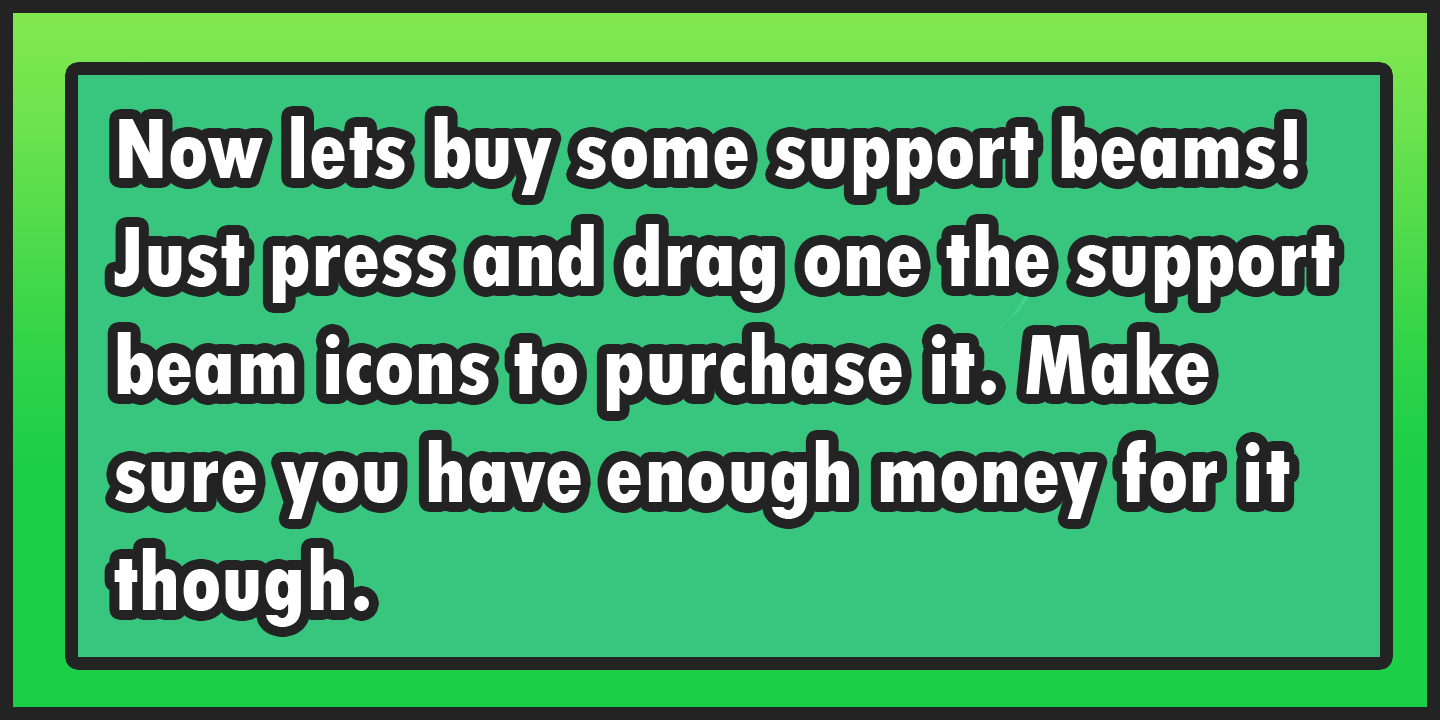 Now lets buy some support beams!
Just press and drag one the support
beam icons to purchase it. Make
sure you have enough money for it
though.